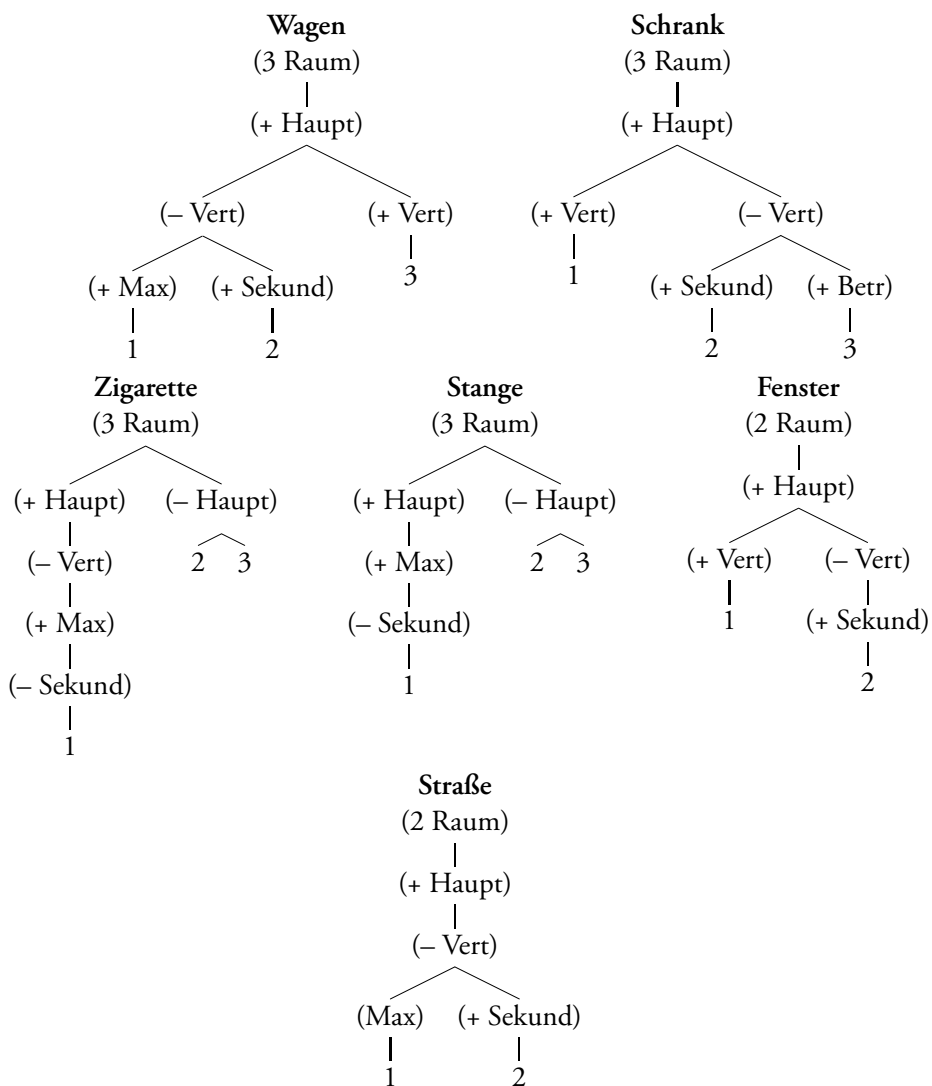 Wagen Schrank
(3 Raum) (3 Raum)
(+ Haupt) (+ Haupt)
(– Vert) (+ Vert) (+ Vert) (– Vert)
(+ Max) (+ Sekund) 3 1 (+ Sekund) (+ Betr)
1 2 2 3
Zigarette Stange Fenster
(3 Raum) (3 Raum) (2 Raum)
(+ Haupt) (– Haupt) (+ Haupt) (– Haupt) (+ Haupt)
(– Vert) 2 3 (+ Max) 2 3 (+ Vert) (– Vert)
(+ Max) (– Sekund) 1 (+ Sekund)
(– Sekund) 1 2
1
Straße
(2 Raum)
(+ Haupt)
(– Vert)
(Max) (+ Sekund)
1 2